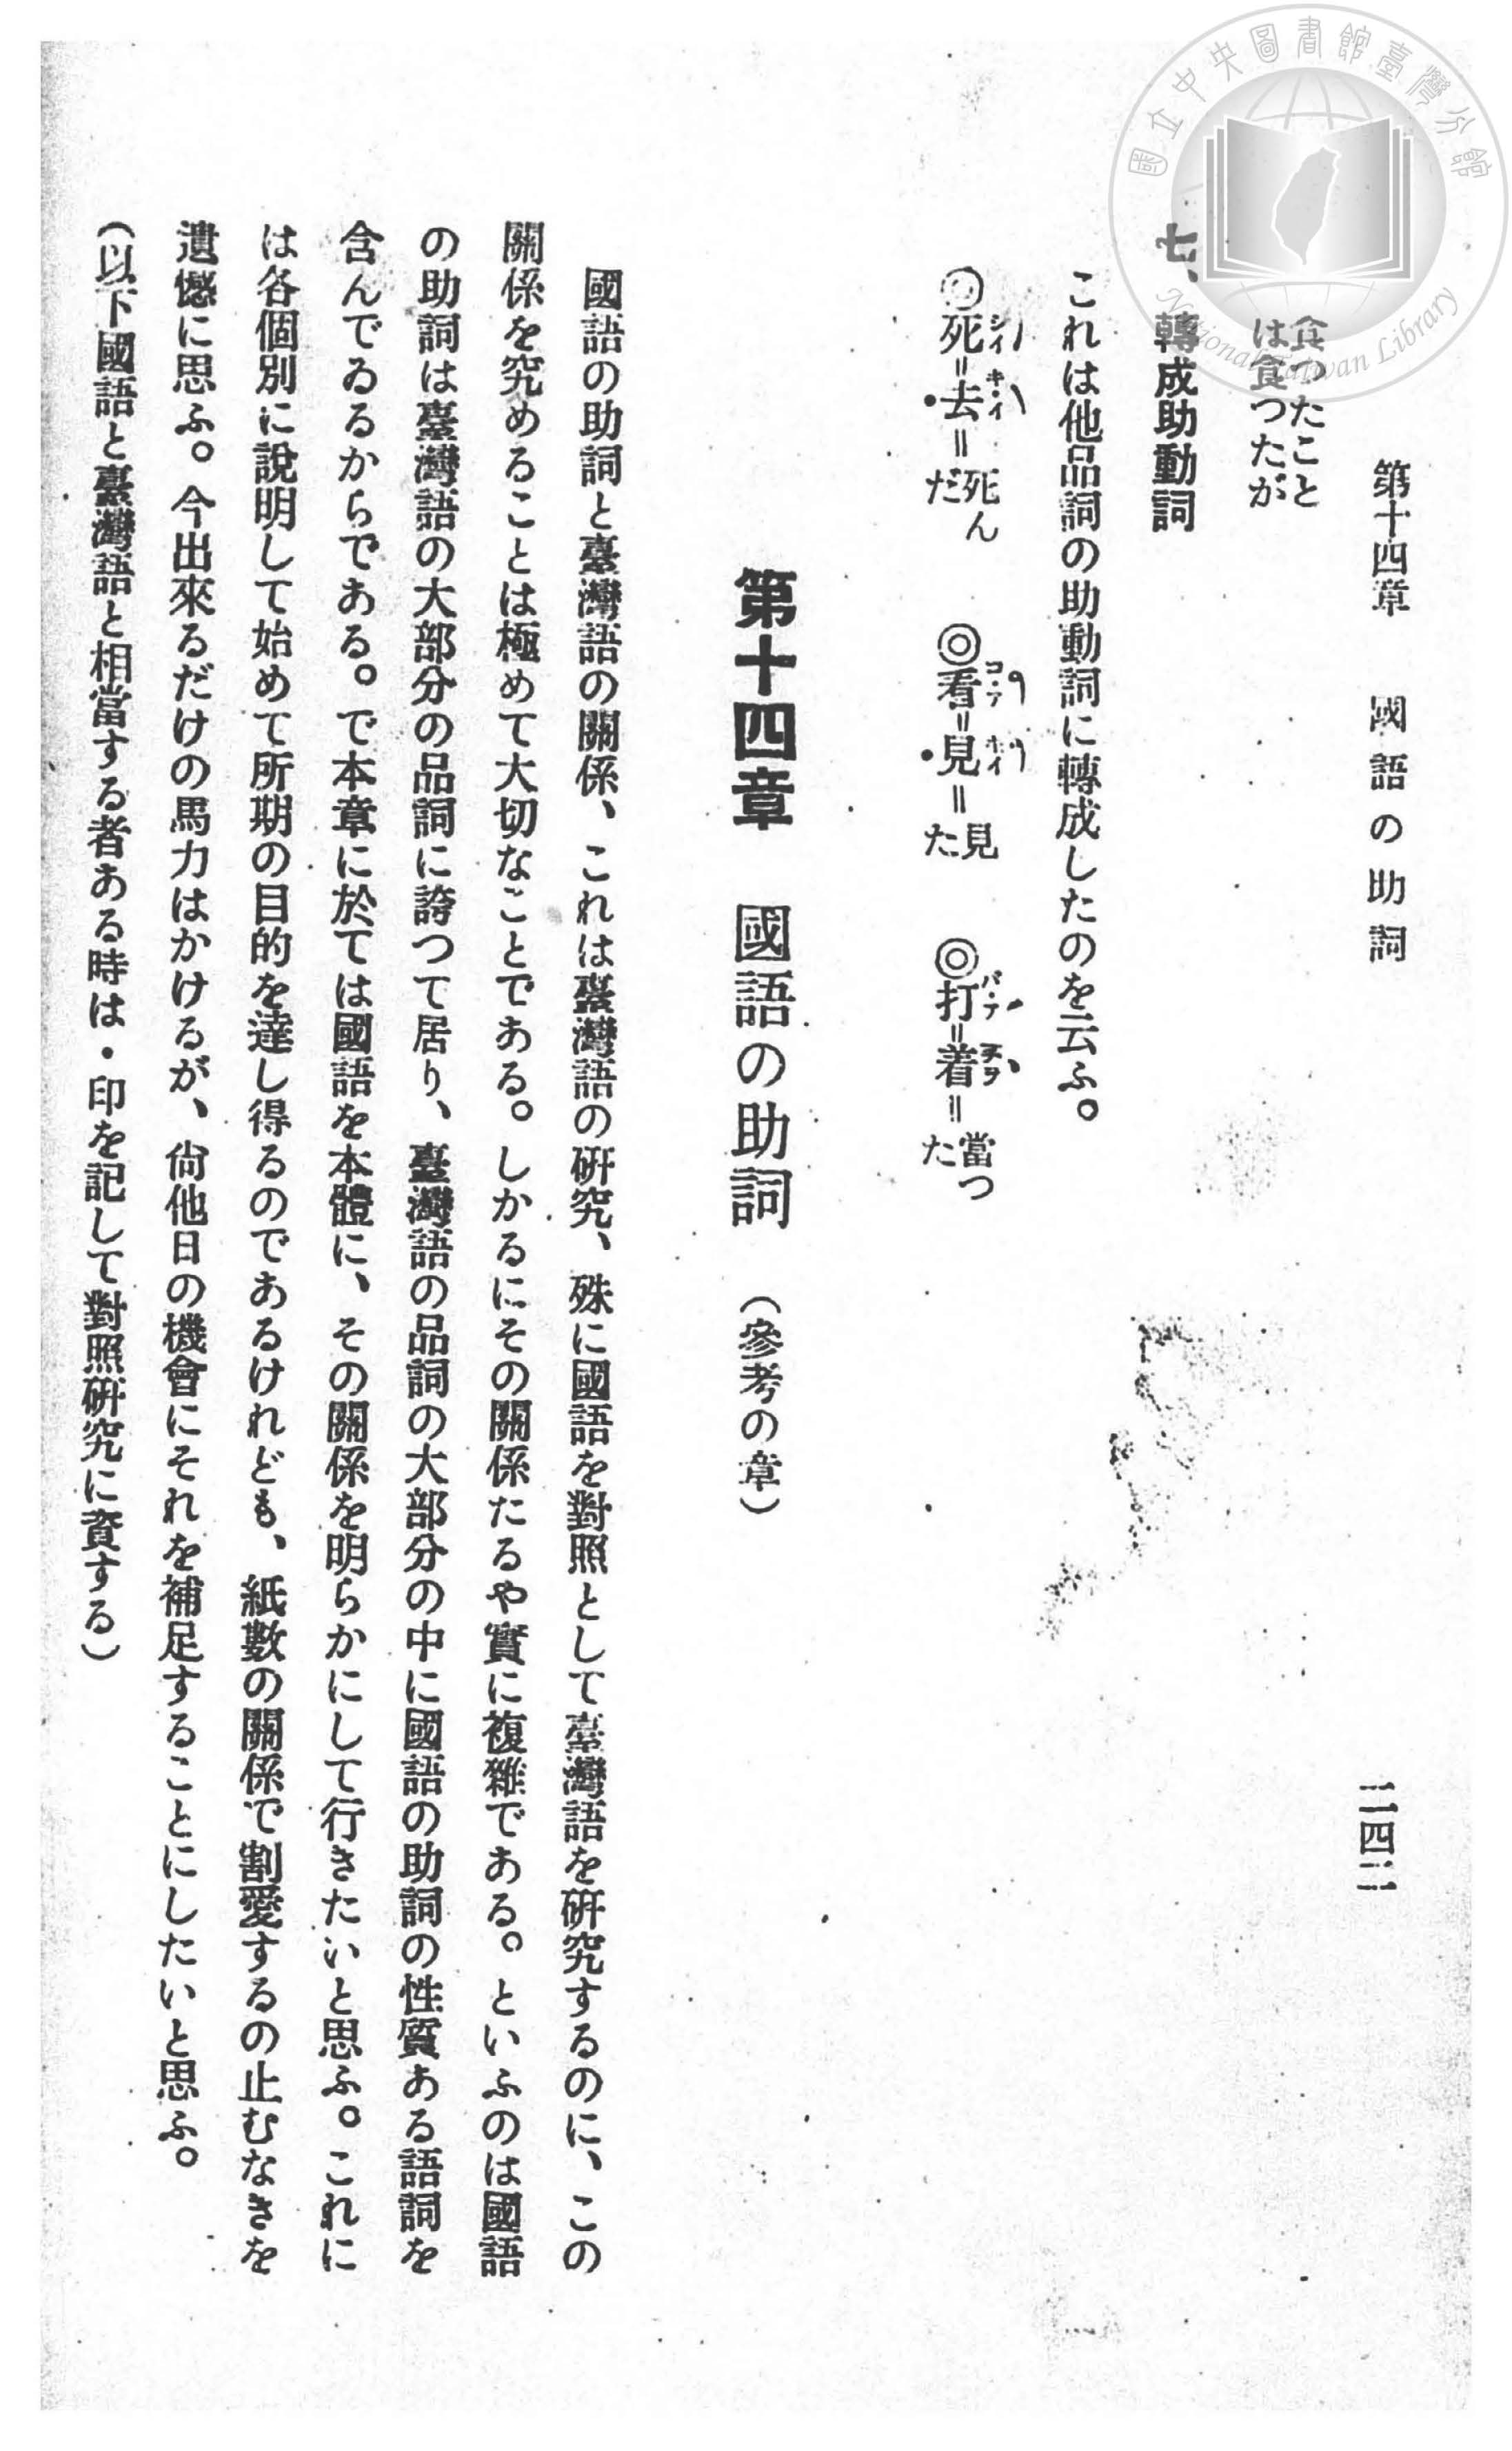 國立中央圖書館臺灣分館
National Taiwan Library
第十四章 國語の助詞 二四二
食つたこと
は食つたが
七、轉成助動詞
これは他品詞の助動詞に轉成したのを云ふ。
◎死シイ=去キイ=死んだ ◎看コァ=見キイ=見た ◎打パァ=着チヲ=當つた
第十四章 國語の助詞 (參考の章)
國語の助詞と臺灣語の關係、これは臺灣語の硏究、殊に國語を對照として臺灣語を硏究するのに、この
關係を究めることは極めて大切なことである。しかるにその關係たるや實に複雜である。といふのは國語
の助詞は臺灣語の大部分の品詞に誇つて居り、臺灣語の品詞の大部分の中に國語の助詞の性質ある語詞を
含んでゐるからである。で本章に於ては國語を本體に、その關係を明らかにして行きたいと思ふ。これに
は各個別に說明して始めて所期の目的を達し得るのであるけれども、紙數の關係で割愛するの止むなきを
遺憾に思ふ。今出來るだけの馬力はかけるが、尙他日の機會にそれを補足することにしたいと思ふ。
(以下國語と臺灣語と相當する者ある時は・印を記して對照硏究に資する)